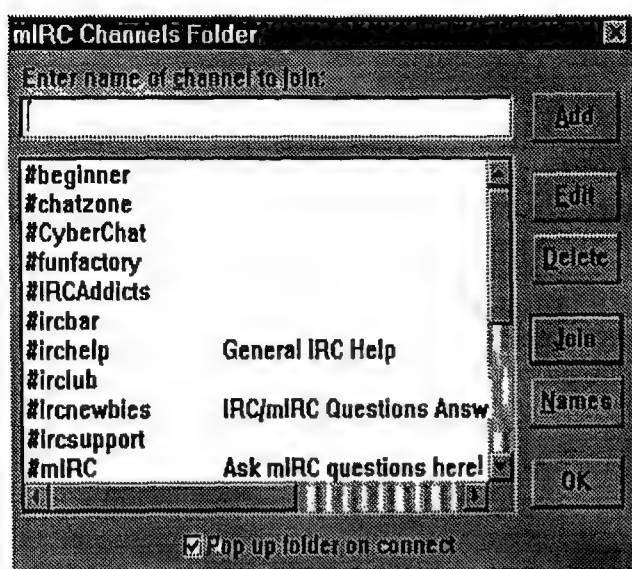 mIRC Channels Folder
Enter name of channel to join:
Add
#beginner
#chatzone
#CyberChat
#funfactory
#IRCAddicts
#ircbar
#irchelp General IRC Help
#irclub
#ircnewbies IRC/mIRC Questions Answ
#ircsupport
#mIRC Ask mIRC questions here!
Edit
Delete
Join
Names
OK
Pop up folder on connect